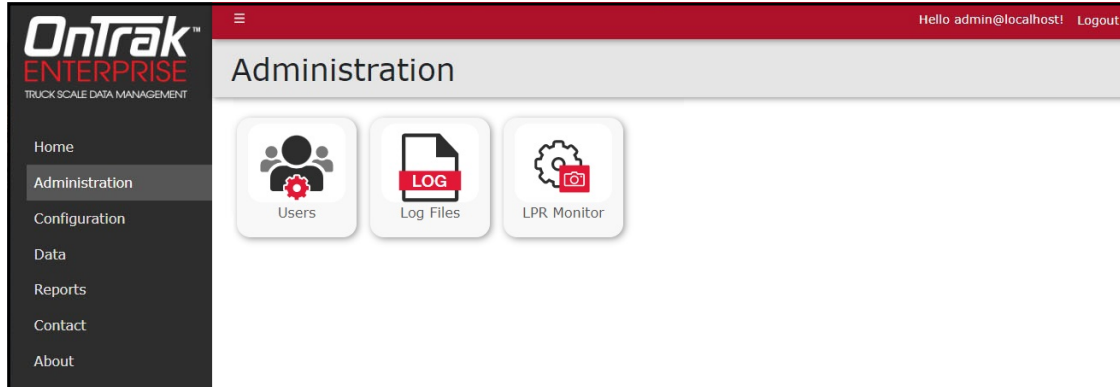 OnTrak™
ENTERPRISE
TRUCK SCALE DATA MANAGEMENT
Home
Administration
Configuration
Data
Reports
Contact
About
☰ Hello admin@localhost! Logout
Administration
LOG
Users Log Files LPR Monitor